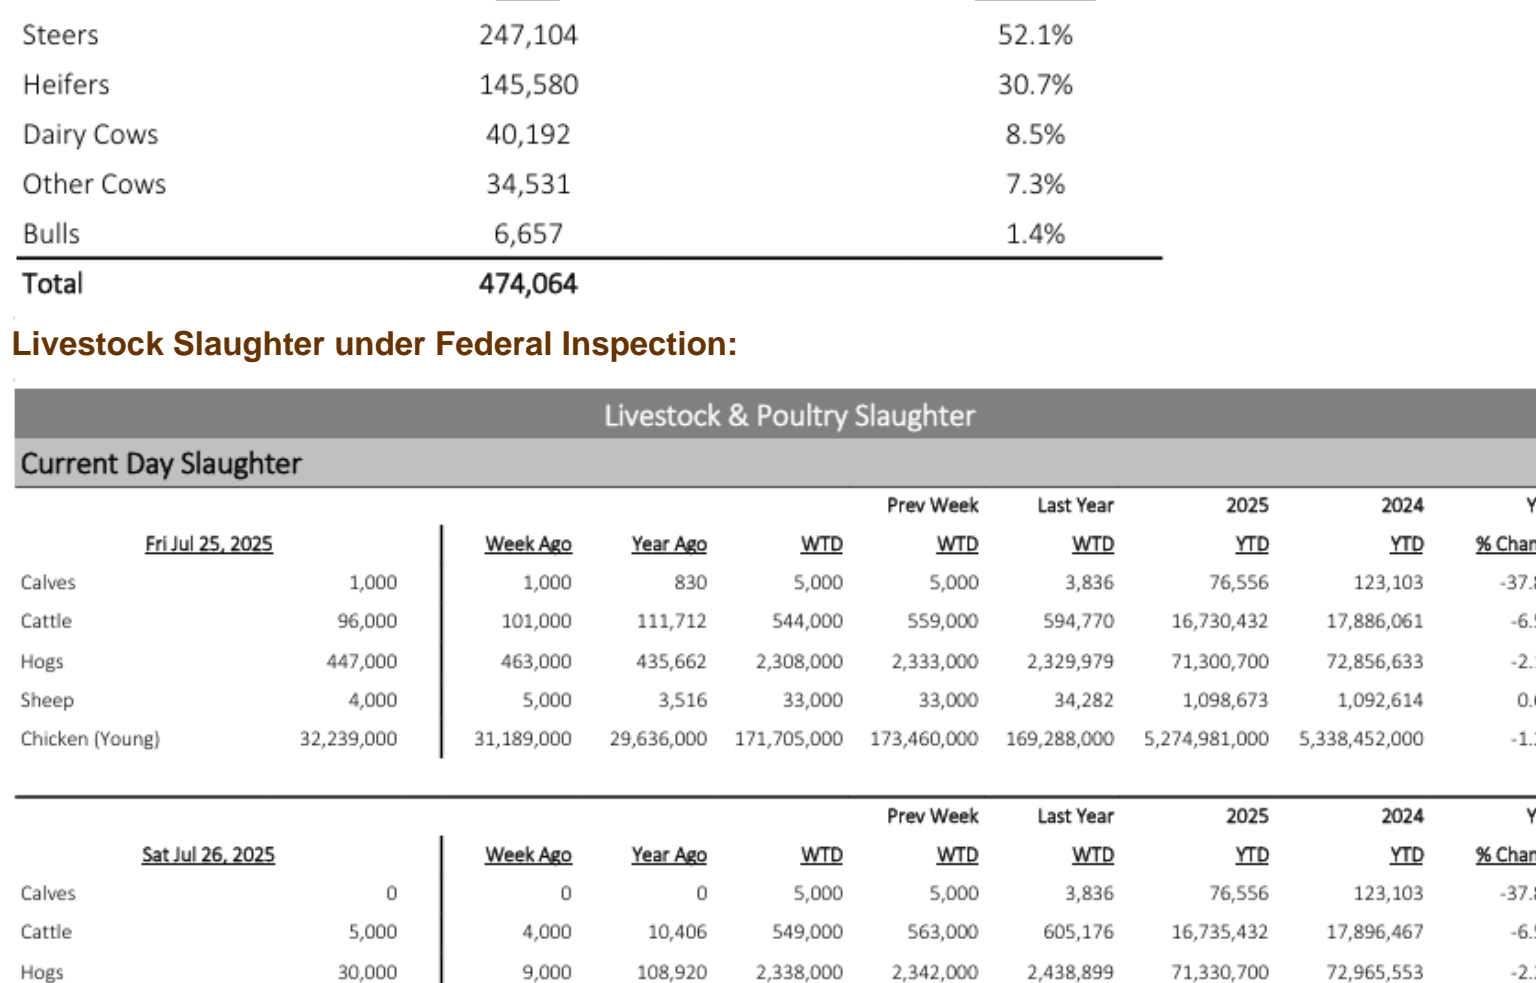 Steers 247,104 52.1%
Heifers 145,580 30.7%
Dairy Cows 40,192 8.5%
Other Cows 34,531 7.3%
Bulls 6,657 1.4%
Total 474,064
Livestock Slaughter under Federal Inspection:
Livestock & Poultry Slaughter
Current Day Slaughter
Prev Week Last Year 2025 2024
Fri Jul 25, 2025 Week Ago Year Ago WTD WTD WTD YTD YTD %
Calves 1,000 1,000 830 5,000 5,000 3,836 76,556 123,103 -37.
Cattle 96,000 101,000 111,712 544,000 559,000 594,770 16,730,432 17,886,061 -6.
Hogs 447,000 463,000 435,662 2,308,000 2,333,000 2,329,979 71,300,700 72,856,633 -2.
Sheep 4,000 5,000 3,516 33,000 33,000 34,282 1,098,673 1,092,614 0.
Chicken (Young) 32,239,000 31,189,000 29,636,000 171,705,000 173,460,000 169,288,000 5,274,981,000 5,338,452,000 -1.
Prev Week Last Year 2025 2024
Sat Jul 26, 2025 Week Ago Year Ago WTD WTD WTD YTD YTD %
Calves 0 0 0 5,000 5,000 3,836 76,556 123,103 -37.
Cattle 5,000 4,000 10,406 549,000 563,000 605,176 16,735,432 17,896,467 -6.
Hogs 30,000 9,000 108,920 2,338,000 2,342,000 2,438,899 71,330,700 72,965,553 -2.